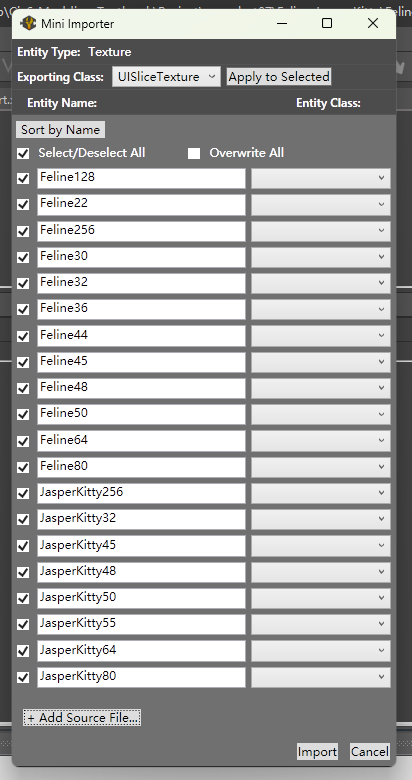 Mini Importer
Entity Type: Texture
Exporting Class: UISliceTexture Apply to Selected
Entity Name: Entity Class:
Sort by Name
Select/Deselect All Overwrite All
Feline128
Feline22
Feline256
Feline30
Feline32
Feline36
Feline44
Feline45
Feline48
Feline50
Feline64
Feline80
JasperKitty256
JasperKitty32
JasperKitty45
JasperKitty48
JasperKitty50
JasperKitty55
JasperKitty64
JasperKitty80
+ Add Source File...
Import Cancel